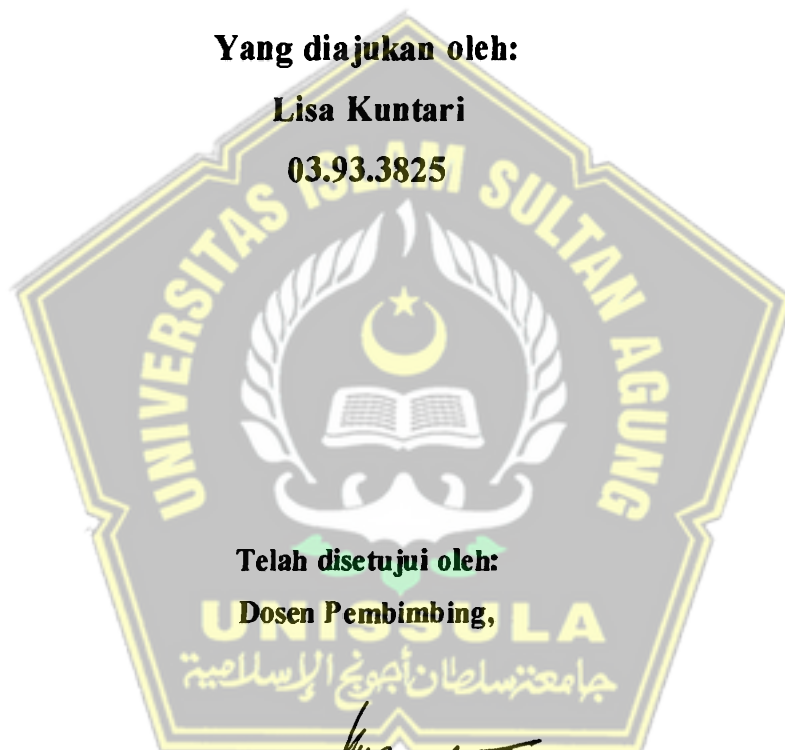 Yang diajukan oleh:
Lisa Kuntari
03.93.3825
UNIVERSITAS ISLAM SULTAN AGUNG
Telah disetujui oleh:
Dosen Pembimbing,
UNISSULA
جامعة سلطان أجونج الإسلامية